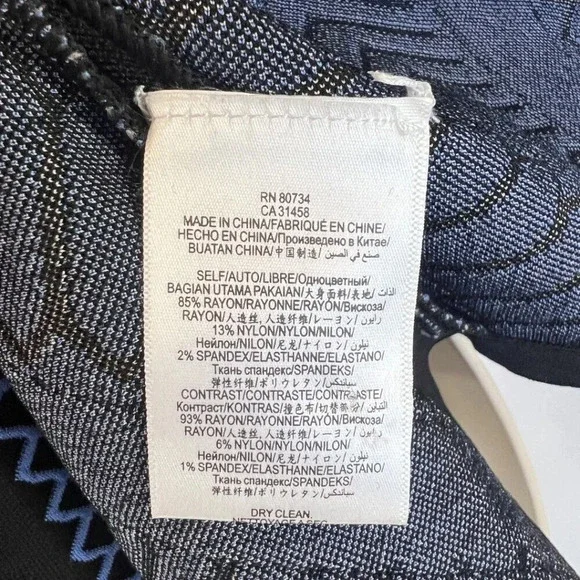 RN 80734
CA 31458
MADE IN CHINA/FABRIQUÉ EN CHINE/
HECHO EN CHINA/Произведено в Китае/
BUATAN CHINA/中国制造/ صنع في الصين
SELF/AUTO/LIBRE/Одноцветный/
BAGIAN UTAMA PAKAIAN/大身面料/表地/ الذات
85% RAYON/RAYONNE/RAYÓN/Вискоза/
RAYON/人造丝, 人造纤维/レーヨン/ رايون
13% NYLON/NYLON/NILON/
Нейлон/NILON/尼龙/ナイロン/ نيلون
2% SPANDEX/ELASTHANNE/ELASTANO/
Ткань спандекс/SPANDEKS/
弹性纤维/ポリウレタン/ سباندكس
CONTRAST/CONTRASTE/CONTRASTE/
Контраст/KONTRAS/撞色布/切替部分/ التباين
93% RAYON/RAYONNE/RAYÓN/Вискоза/
RAYON/人造丝, 人造纤维/レーヨン/ رايون
6% NYLON/NYLON/NILON/
Нейлон/NILON/尼龙/ナイロン/ نيلون
1% SPANDEX/ELASTHANNE/ELASTANO/
Ткань спандекс/SPANDEKS/
弹性纤维/ポリウレタン/ سباندكس
DRY CLEAN.
NETTOYAGE A SEC